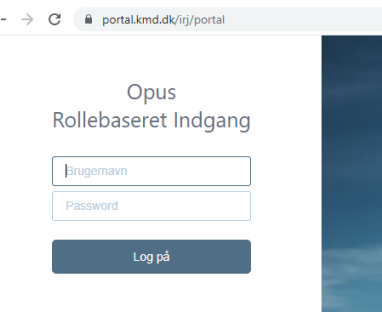 portal.kmd.dk/irj/portal
Opus
Rollebaseret Indgang
Brugernavn
Password
Log på